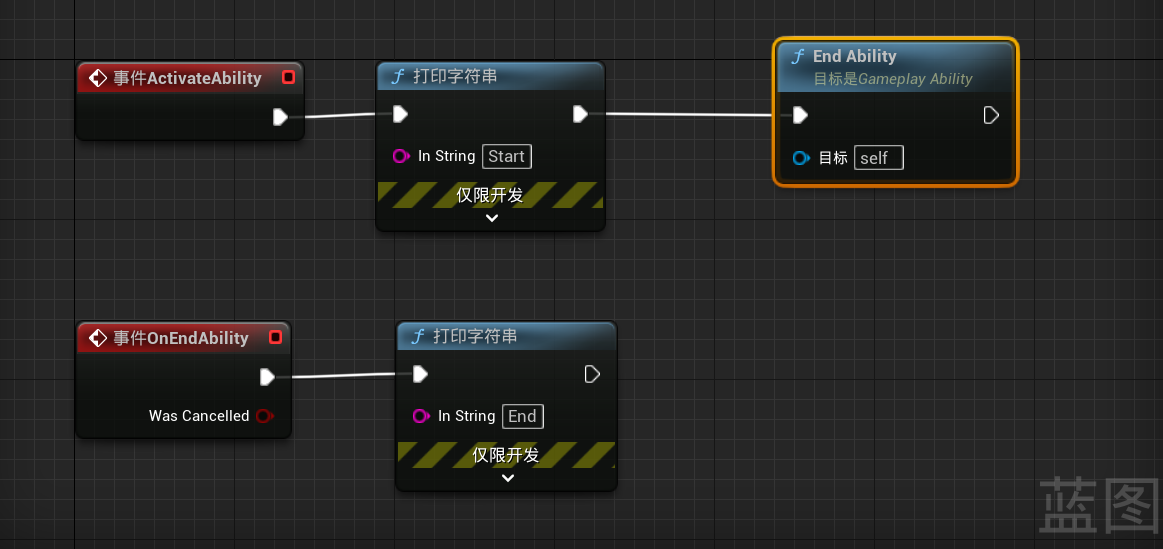 事件ActivateAbility
f 打印字符串
In String Start
仅限开发
f End Ability
目标是Gameplay Ability
目标 self
事件OnEndAbility
Was Cancelled
f 打印字符串
In String End
仅限开发
蓝图